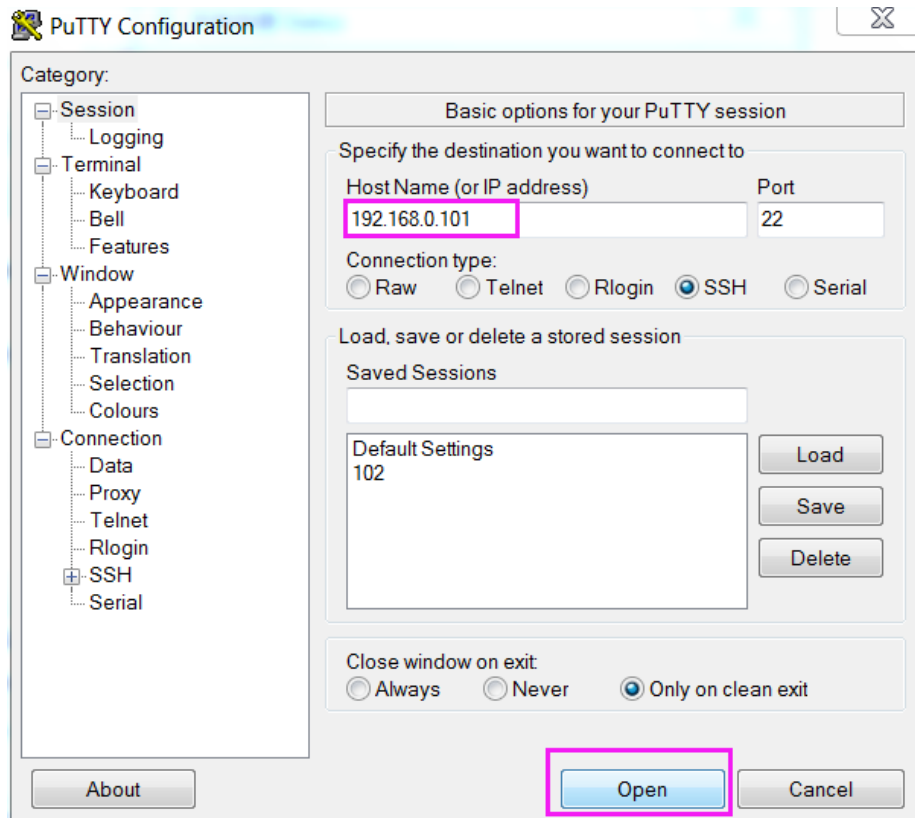 PuTTY Configuration
Category:
Session
Logging
Terminal
Keyboard
Bell
Features
Window
Appearance
Behaviour
Translation
Selection
Colours
Connection
Data
Proxy
Telnet
Rlogin
SSH
Serial
Basic options for your PuTTY session
Specify the destination you want to connect to
Host Name (or IP address) Port
192.168.0.101 22
Connection type:
Raw Telnet Rlogin SSH Serial
Load, save or delete a stored session
Saved Sessions
Default Settings
102
Load
Save
Delete
Close window on exit:
Always Never Only on clean exit
About Open Cancel